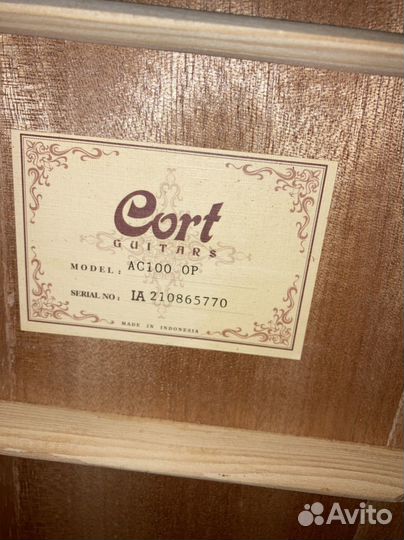 Cort
GUITARS
MODEL : AC100 OP
SERIAL NO : IA 210865770
MADE IN INDONESIA
Avito